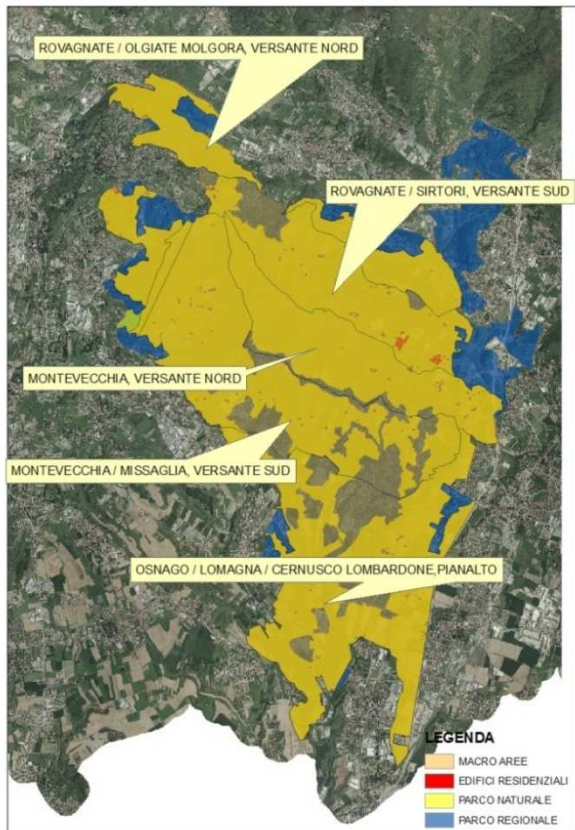 ROVAGNATE / OLGIATE MOLGORA, VERSANTE NORD
ROVAGNATE / SIRTORI, VERSANTE SUD
MONTEVECCHIA, VERSANTE NORD
MONTEVECCHIA / MISSAGLIA, VERSANTE SUD
OSNAGO / LOMAGNA / CERNUSCO LOMBARDONE,PIANALTO
LEGENDA
MACRO AREE
EDIFICI RESIDENZIALI
PARCO NATURALE
PARCO REGIONALE